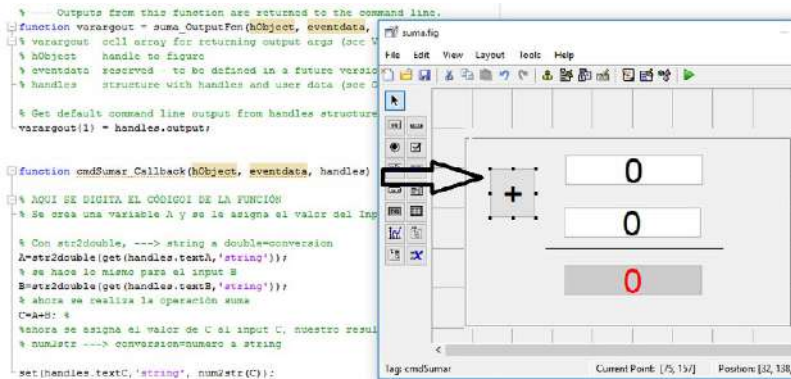 % Outputs from this function are returned to the command line.
function varargout = suma_OutputFcn(hObject, eventdata,
% varargout cell array for returning output args (see V
% hObject handle to figure
% eventdata reserved - to be defined in a future versio
% handles structure with handles and user data (see G
% Get default command line output from handles structure
varargout{1} = handles.output;
function cmdSumar_Callback(hObject, eventdata, handles)
% AQUI SE DIGITA EL CÓDIGOI DE LA FUNCIÓN
% Se crea una variable A y se le asigna el valor del Inp
% Con str2double, ---> string a double=conversion
A=str2double(get(handles.textA,'string'));
% se hace lo mismo para el input B
B=str2double(get(handles.textB,'string'));
% ahora se realiza la operación suma
C=A+B; %
%ahora se asigna el valor de C al input C, nuestro resul
% num2str ---> conversion=numero a string
set(handles.textC,'string', num2str(C));
suma.fig
File Edit View Layout Tools Help
+
0
0
0
Tag: cmdSumar
Current Point: [75, 157]
Position: [32, 138,